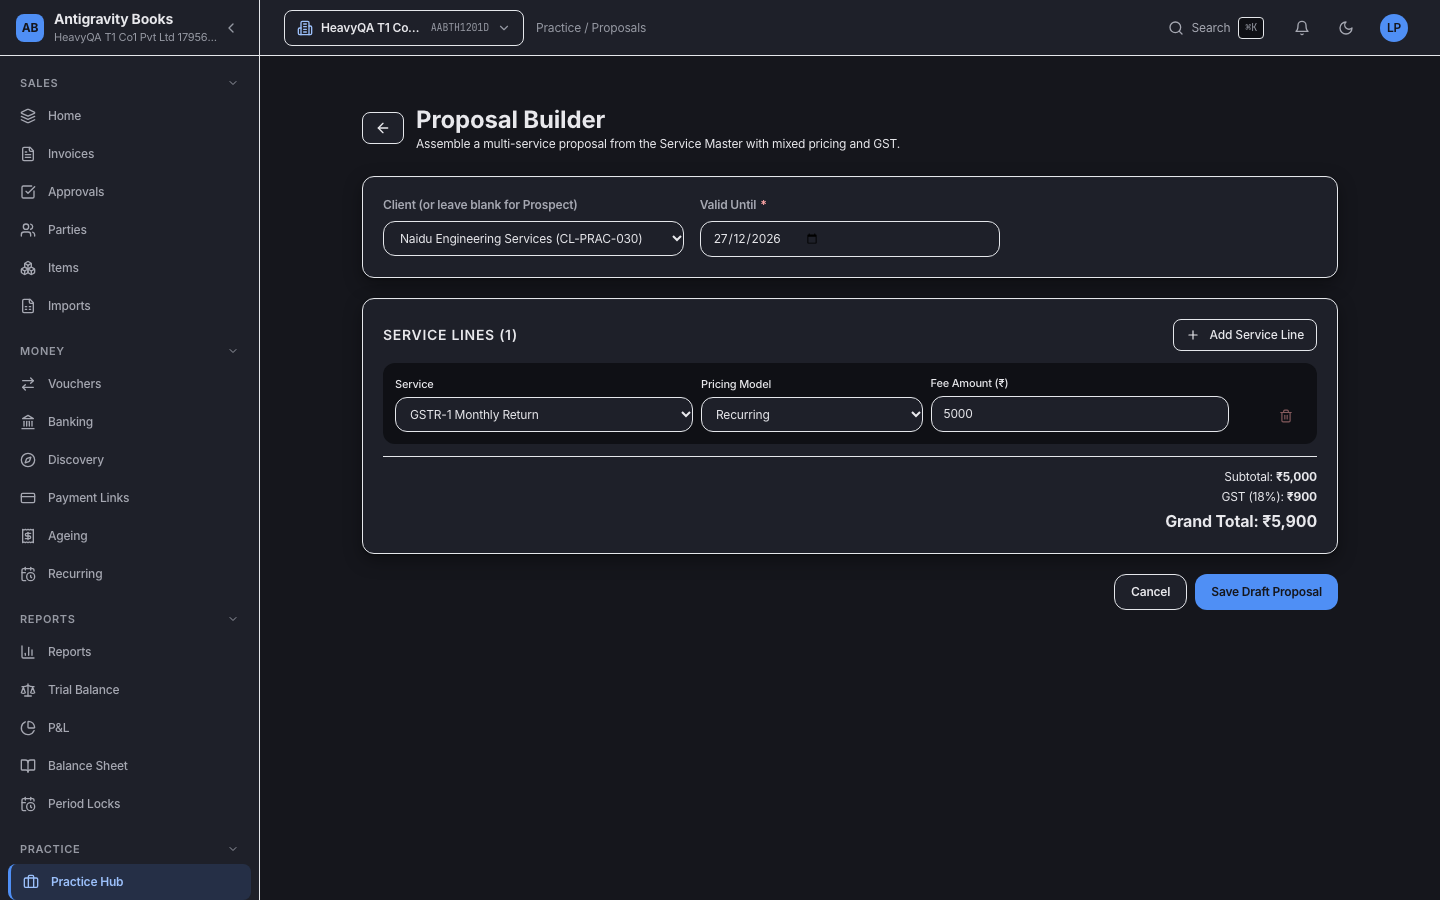 AB
Antigravity Books
HeavyQA T1 Co1 Pvt Ltd 17956...
SALES
Home
Invoices
Approvals
Parties
Items
Imports
MONEY
Vouchers
Banking
Discovery
Payment Links
Ageing
Recurring
REPORTS
Reports
Trial Balance
P&L
Balance Sheet
Period Locks
PRACTICE
Practice Hub
HeavyQA T1 Co... AABTH1201D
Practice / Proposals
Search ⌘K
LP
Proposal Builder
Assemble a multi-service proposal from the Service Master with mixed pricing and GST.
Client (or leave blank for Prospect)
Naidu Engineering Services (CL-PRAC-030)
Valid Until *
27/12/2026
SERVICE LINES (1)
Add Service Line
Service
GSTR-1 Monthly Return
Pricing Model
Recurring
Fee Amount (₹)
5000
Subtotal: ₹5,000
GST (18%): ₹900
Grand Total: ₹5,900
Cancel
Save Draft Proposal